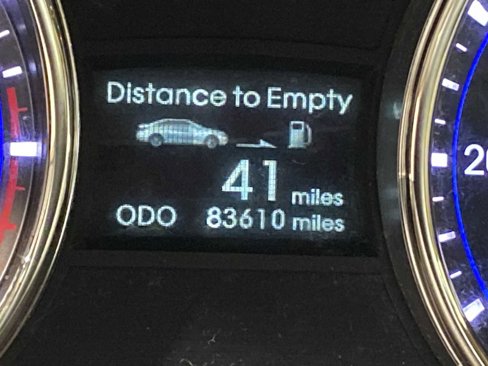 Distance to Empty
41 miles
ODO 83610 miles